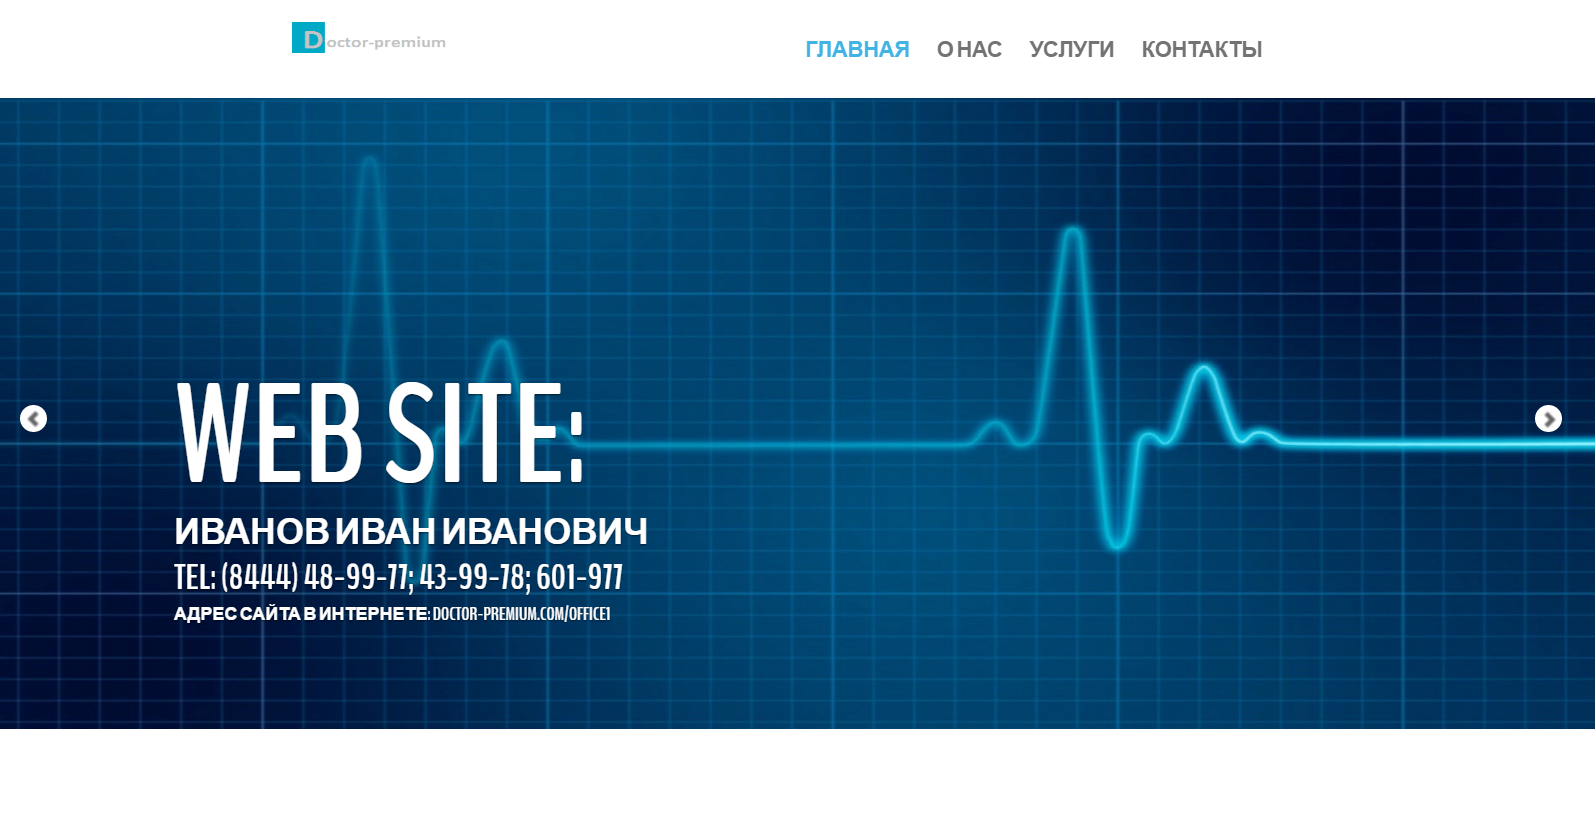 Doctor-premium
ГЛАВНАЯ О НАС УСЛУГИ КОНТАКТЫ
WEB SITE:
ИВАНОВ ИВАН ИВАНОВИЧ
TEL: (8444) 48-99-77; 43-99-78; 601-977
АДРЕС САЙТА В ИНТЕРНЕТЕ: DOCTOR-PREMIUM.COM/OFFICE1